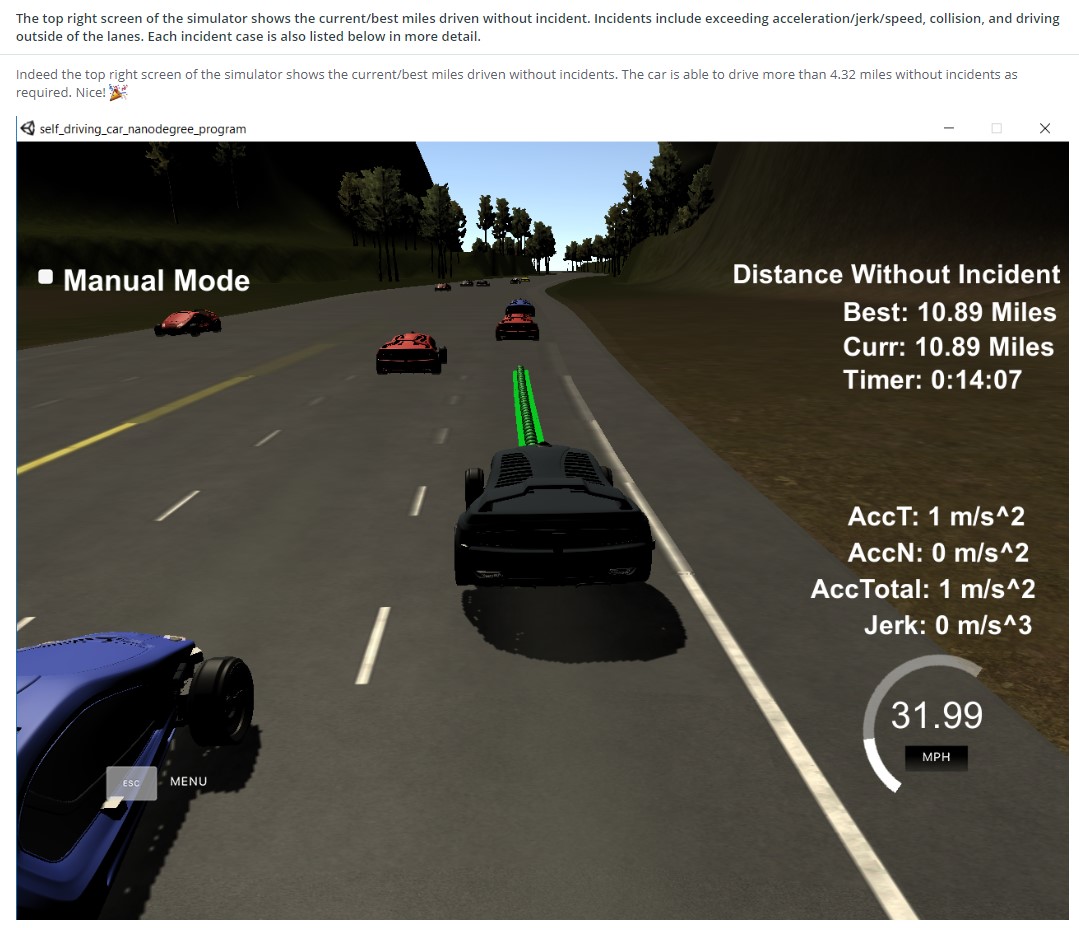 The top right screen of the simulator shows the current/best miles driven without incident. Incidents include exceeding acceleration/jerk/speed, collision, and driving
outside of the lanes. Each incident case is also listed below in more detail.
Indeed the top right screen of the simulator shows the current/best miles driven without incidents. The car is able to drive more than 4.32 miles without incidents as
required. Nice! 🎉
self_driving_car_nanodegree_program
Manual Mode
Distance Without Incident
Best: 10.89 Miles
Curr: 10.89 Miles
Timer: 0:14:07
AccT: 1 m/s^2
AccN: 0 m/s^2
AccTotal: 1 m/s^2
Jerk: 0 m/s^3
31.99
MPH
ESC MENU